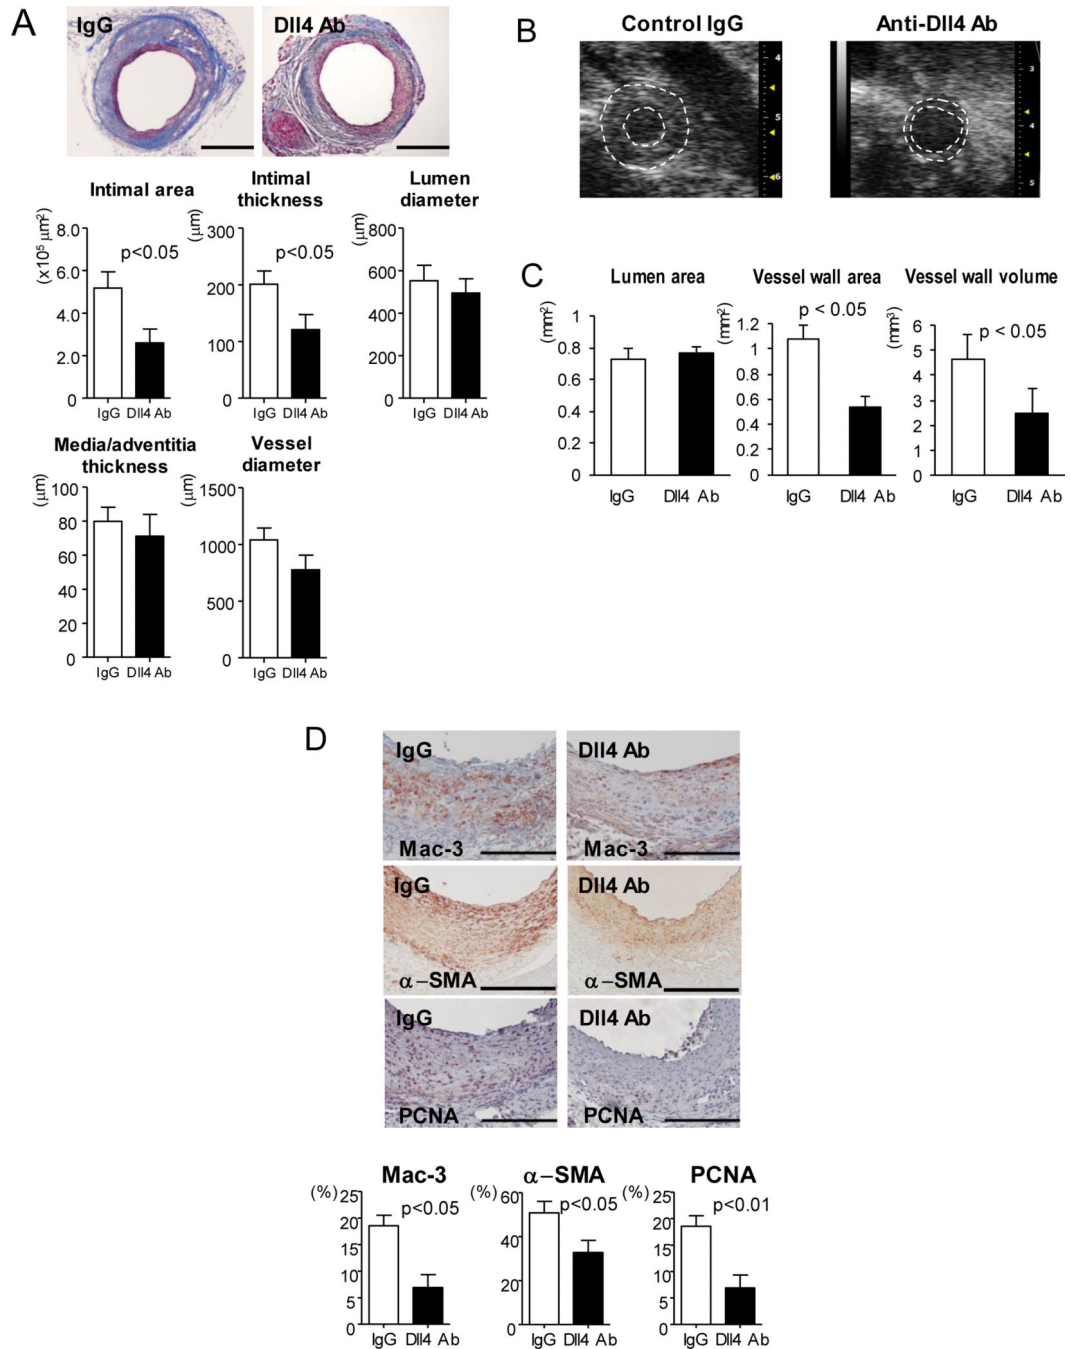 A
IgG
Dll4 Ab
Intimal area
(x10⁵ μm²)
8.0
6.0
4.0
2.0
0
p<0.05
IgG Dll4 Ab
Intimal
thickness
(μm)
300
200
100
0
p<0.05
IgG Dll4 Ab
Lumen
diameter
(μm)
800
600
400
200
0
IgG Dll4 Ab
Media/adventitia
thickness
(μm)
100
80
60
40
20
0
IgG Dll4 Ab
Vessel
diameter
(μm)
1500
1000
500
0
IgG Dll4 Ab
B
Control IgG
4
5
6
Anti-Dll4 Ab
3
4
5
C
Lumen area
(mm²)
1
0.8
0.6
0.4
0.2
0
IgG Dll4 Ab
Vessel wall area
(mm²)
1.2
1
0.8
0.6
0.4
0.2
0
p < 0.05
IgG Dll4 Ab
Vessel wall volume
(mm³)
6
5
4
3
2
1
0
p < 0.05
IgG Dll4 Ab
D
IgG
Mac-3
Dll4 Ab
Mac-3
IgG
α–SMA
Dll4 Ab
α–SMA
IgG
PCNA
Dll4 Ab
PCNA
Mac-3
(%)
25
20
15
10
5
0
p<0.05
IgG Dll4 Ab
α–SMA
(%)
60
40
20
0
p<0.05
IgG Dll4 Ab
PCNA
(%)
25
20
15
10
5
0
p<0.01
IgG Dll4 Ab